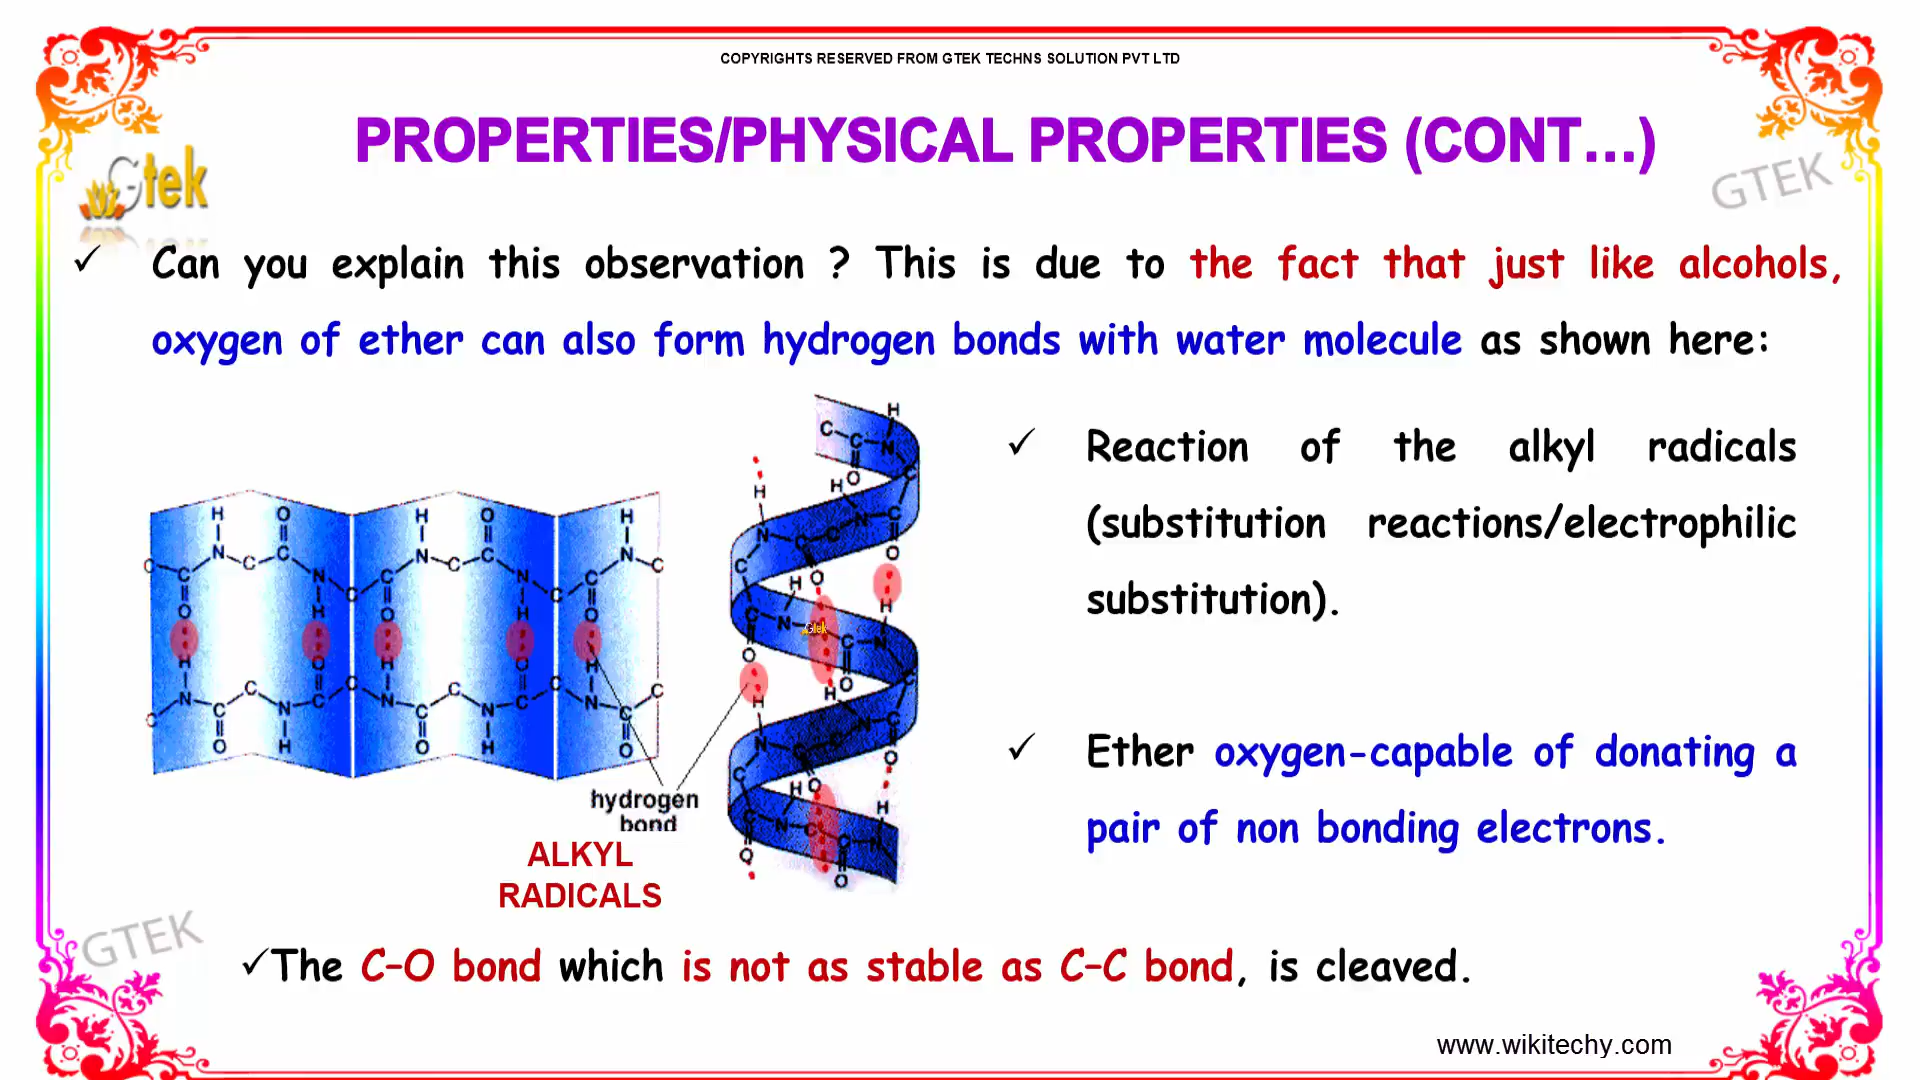 COPYRIGHTS RESERVED FROM GTEK TECHNS SOLUTION PVT LTD
PROPERTIES/PHYSICAL PROPERTIES (CONT...)
Gtek
GTEK
✓ Can you explain this observation ? This is due to the fact that just like alcohols,
oxygen of ether can also form hydrogen bonds with water molecule as shown here:
✓ Reaction of the alkyl radicals
(substitution reactions/electrophilic
substitution).
✓ Ether oxygen-capable of donating a
pair of non bonding electrons.
hydrogen
bond
ALKYL
RADICALS
GTEK
✓The C–O bond which is not as stable as C–C bond, is cleaved.
www.wikitechy.com